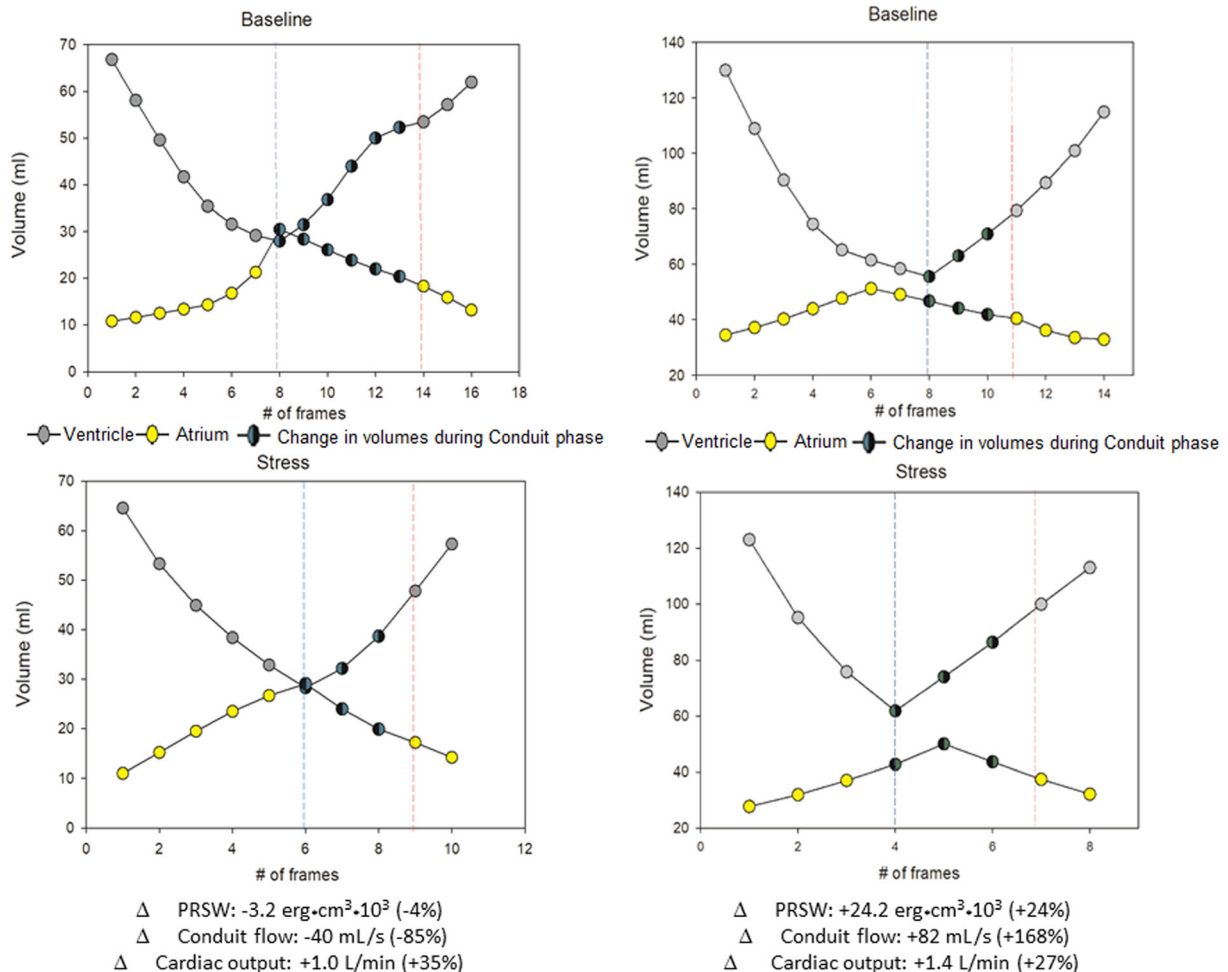 Baseline
70
60
50
40
30
20
10
0
Volume (ml)
0 2 4 6 8 10 12 14 16 18
# of frames
Baseline
140
120
100
80
60
40
20
Volume (ml)
0 2 4 6 8 10 12 14
# of frames
Ventricle Atrium Change in volumes during Conduit phase
Ventricle Atrium Change in volumes during Conduit phase
Stress
70
60
50
40
30
20
10
0
Volume (ml)
0 2 4 6 8 10 12
# of frames
Stress
140
120
100
80
60
40
20
Volume (ml)
0 2 4 6 8
# of frames
Δ PRSW: -3.2 erg•cm³•10³ (-4%)
Δ Conduit flow: -40 mL/s (-85%)
Δ Cardiac output: +1.0 L/min (+35%)
Δ PRSW: +24.2 erg•cm³•10³ (+24%)
Δ Conduit flow: +82 mL/s (+168%)
Δ Cardiac output: +1.4 L/min (+27%)